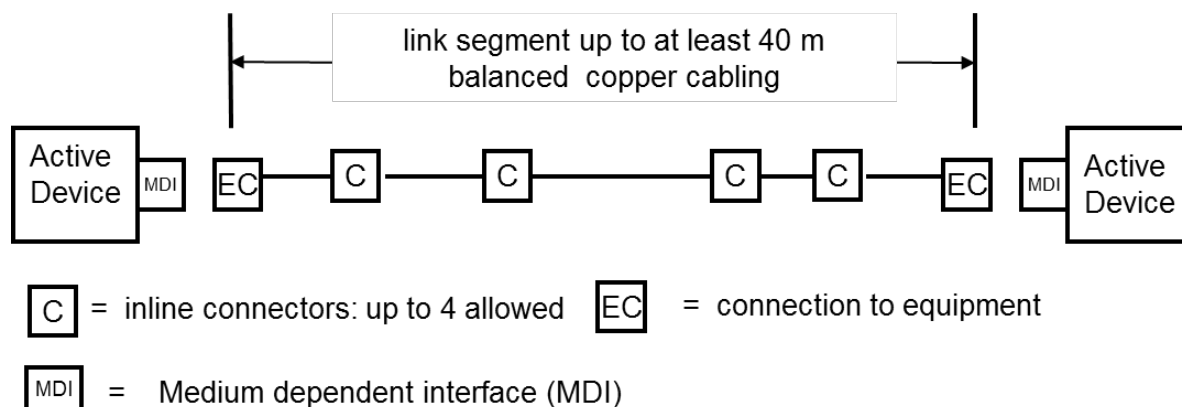 link segment up to at least 40 m
balanced copper cabling
Active
Device
MDI
EC
C
C
C
C
EC
MDI
Active
Device
C = inline connectors: up to 4 allowed
EC = connection to equipment
MDI = Medium dependent interface (MDI)